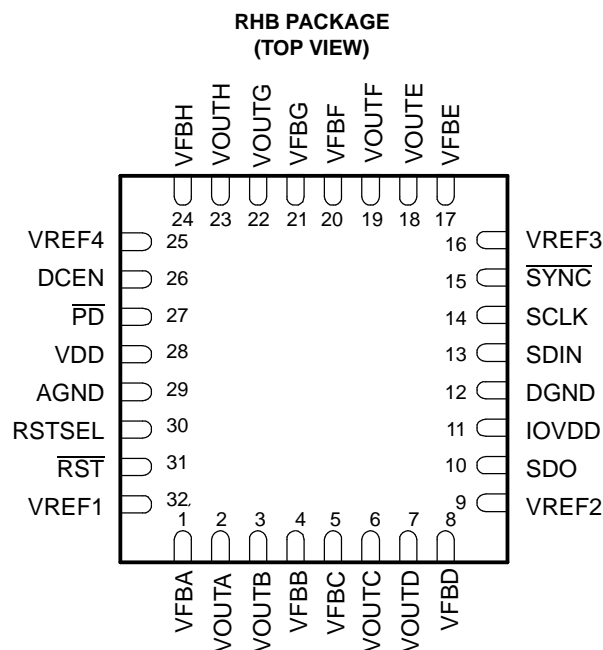 RHB PACKAGE
(TOP VIEW)
VFBH
VOUTH
VOUTG
VFBG
VFBF
VOUTF
VOUTE
VFBE
24 23 22 21 20 19 18 17
VREF4 25
DCEN 26
PD 27
VDD 28
AGND 29
RSTSEL 30
RST 31
VREF1 32
16 VREF3
15 SYNC
14 SCLK
13 SDIN
12 DGND
11 IOVDD
10 SDO
9 VREF2
1 2 3 4 5 6 7 8
VFBA
VOUTA
VOUTB
VFBB
VFBC
VOUTC
VOUTD
VFBD